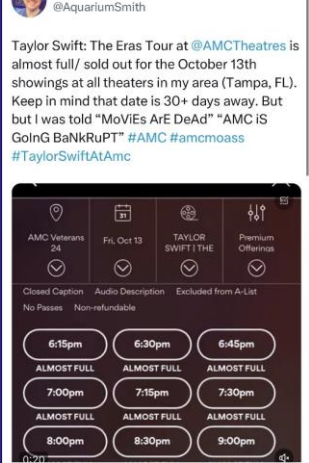 @AquariumSmith
Taylor Swift: The Eras Tour at @AMCTheatres is
almost full/ sold out for the October 13th
showings at all theaters in my area (Tampa, FL).
Keep in mind that date is 30+ days away. But
but I was told “MoViEs ArE DeAd” “AMC iS
GoInG BaNkRuPT” #AMC #amcmoass
#TaylorSwiftAtAmc
31
AMC Veterans
24
Fri, Oct 13
TAYLOR
SWIFT | THE
Premium
Offerings
Closed Caption Audio Description Excluded from A-List
No Passes Non-refundable
6:15pm 6:30pm 6:45pm
ALMOST FULL ALMOST FULL ALMOST FULL
7:00pm 7:15pm 7:30pm
ALMOST FULL ALMOST FULL ALMOST FULL
8:00pm 8:30pm 9:00pm
0:20